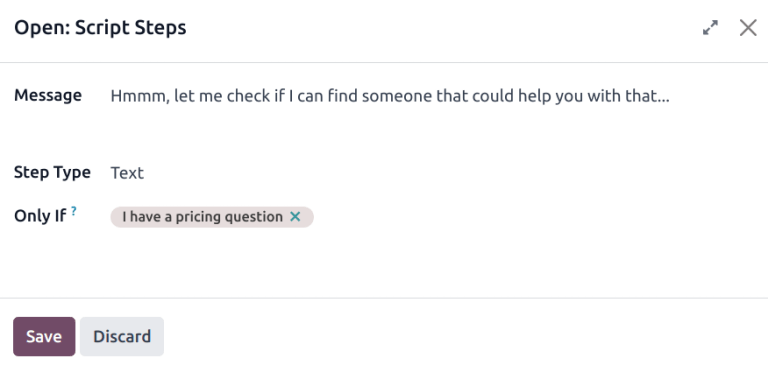 Open: Script Steps
Message Hmmm, let me check if I can find someone that could help you with that...
Step Type Text
Only If ? I have a pricing question ×
Save Discard